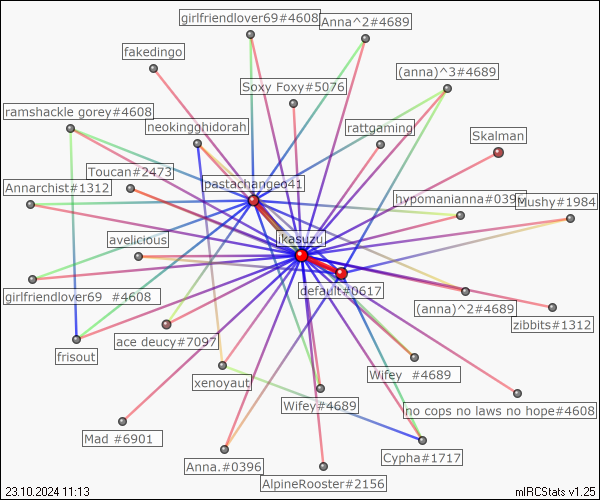 girlfriendlover69#4608
Anna^2#4689
fakedingo
(anna)^3#4689
Soxy Foxy#5076
ramshackle gorey#4608
neokingghidorah
rattgaming
Skalman
Toucan#2473
pastachangeo41
Annarchist#1312
hypomanianna#039
Mushy#1984
avelicious
ikasuzu
default#0617
girlfriendlover69 #4608
(anna)^2#4689
zibbits#1312
ace deucy#7097
frisout
Wifey #4689
xenoyaut
Wifey#4689
no cops no laws no hope#4608
Mad #6901
Cypha#1717
Anna.#0396
AlpineRooster#2156
23.10.2024 11:13
mIRCStats v1.25